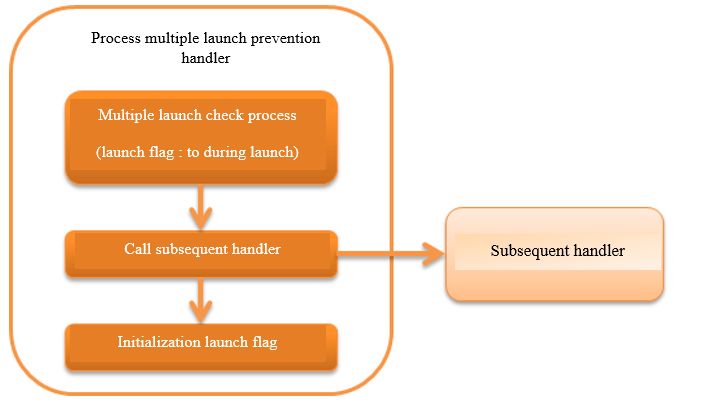 Process multiple launch prevention
handler
Multiple launch check process
(launch flag : to during launch)
Call subsequent handler
Subsequent handler
Initialization launch flag